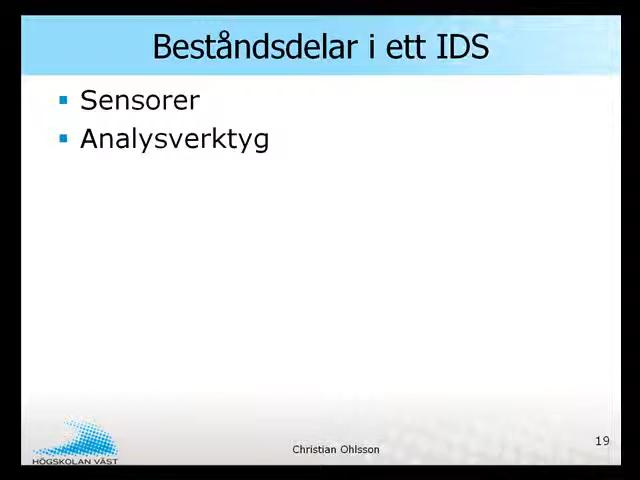 Beståndsdelar i ett IDS
Sensorer
Analysverktyg
19
Christian Ohlsson
HÖGSKOLAN VÄST